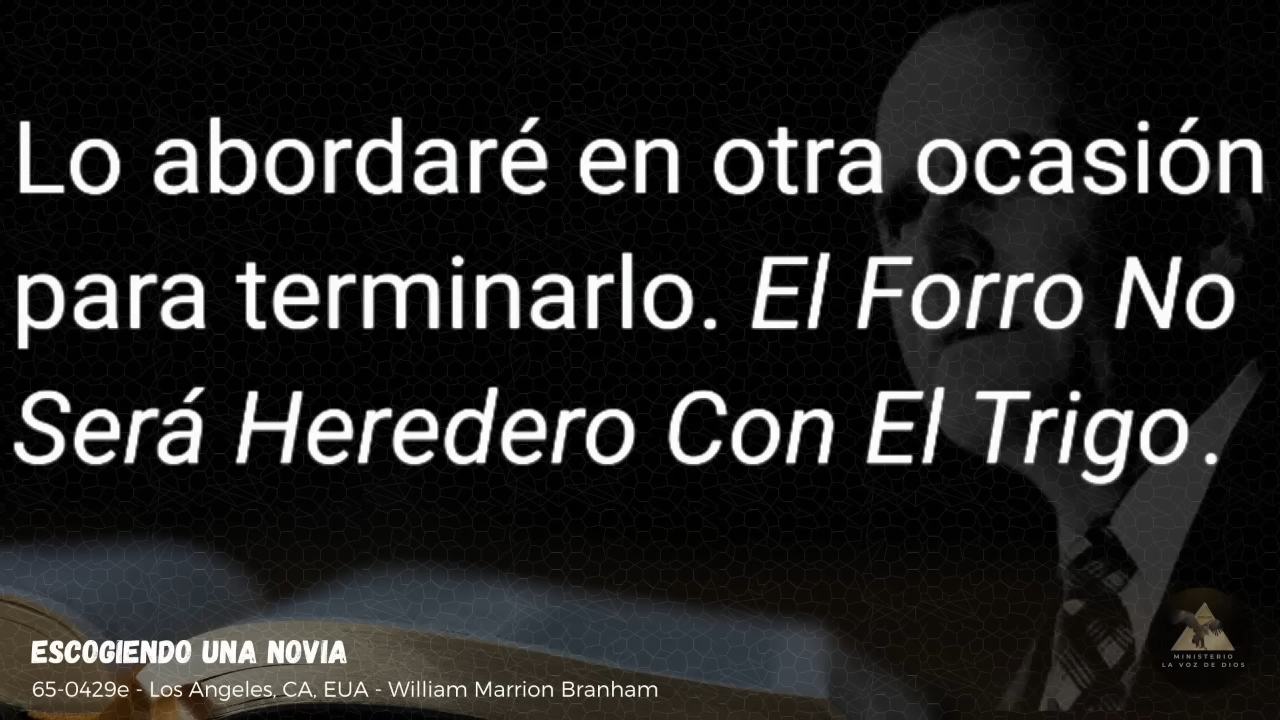 Lo abordaré en otra ocasión
para terminarlo. El Forro No
Será Heredero Con El Trigo.
ESCOGIENDO UNA NOVIA
65-0429e - Los Angeles, CA, EUA - William Marrion Branham
MINISTERIO
LA VOZ DE DIOS